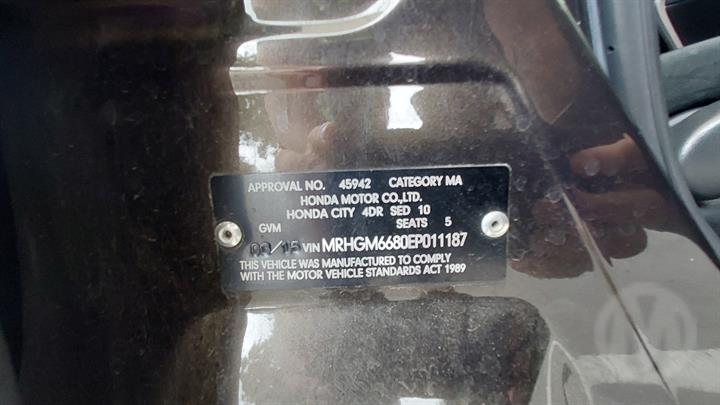 APPROVAL NO. 45942 CATEGORY MA
HONDA MOTOR CO.,LTD.
HONDA CITY 4DR SED 10
GVM SEATS 5
VIN MRHGM6680EP011187
THIS VEHICLE WAS MANUFACTURED TO COMPLY
WITH THE MOTOR VEHICLE STANDARDS ACT 1989
M